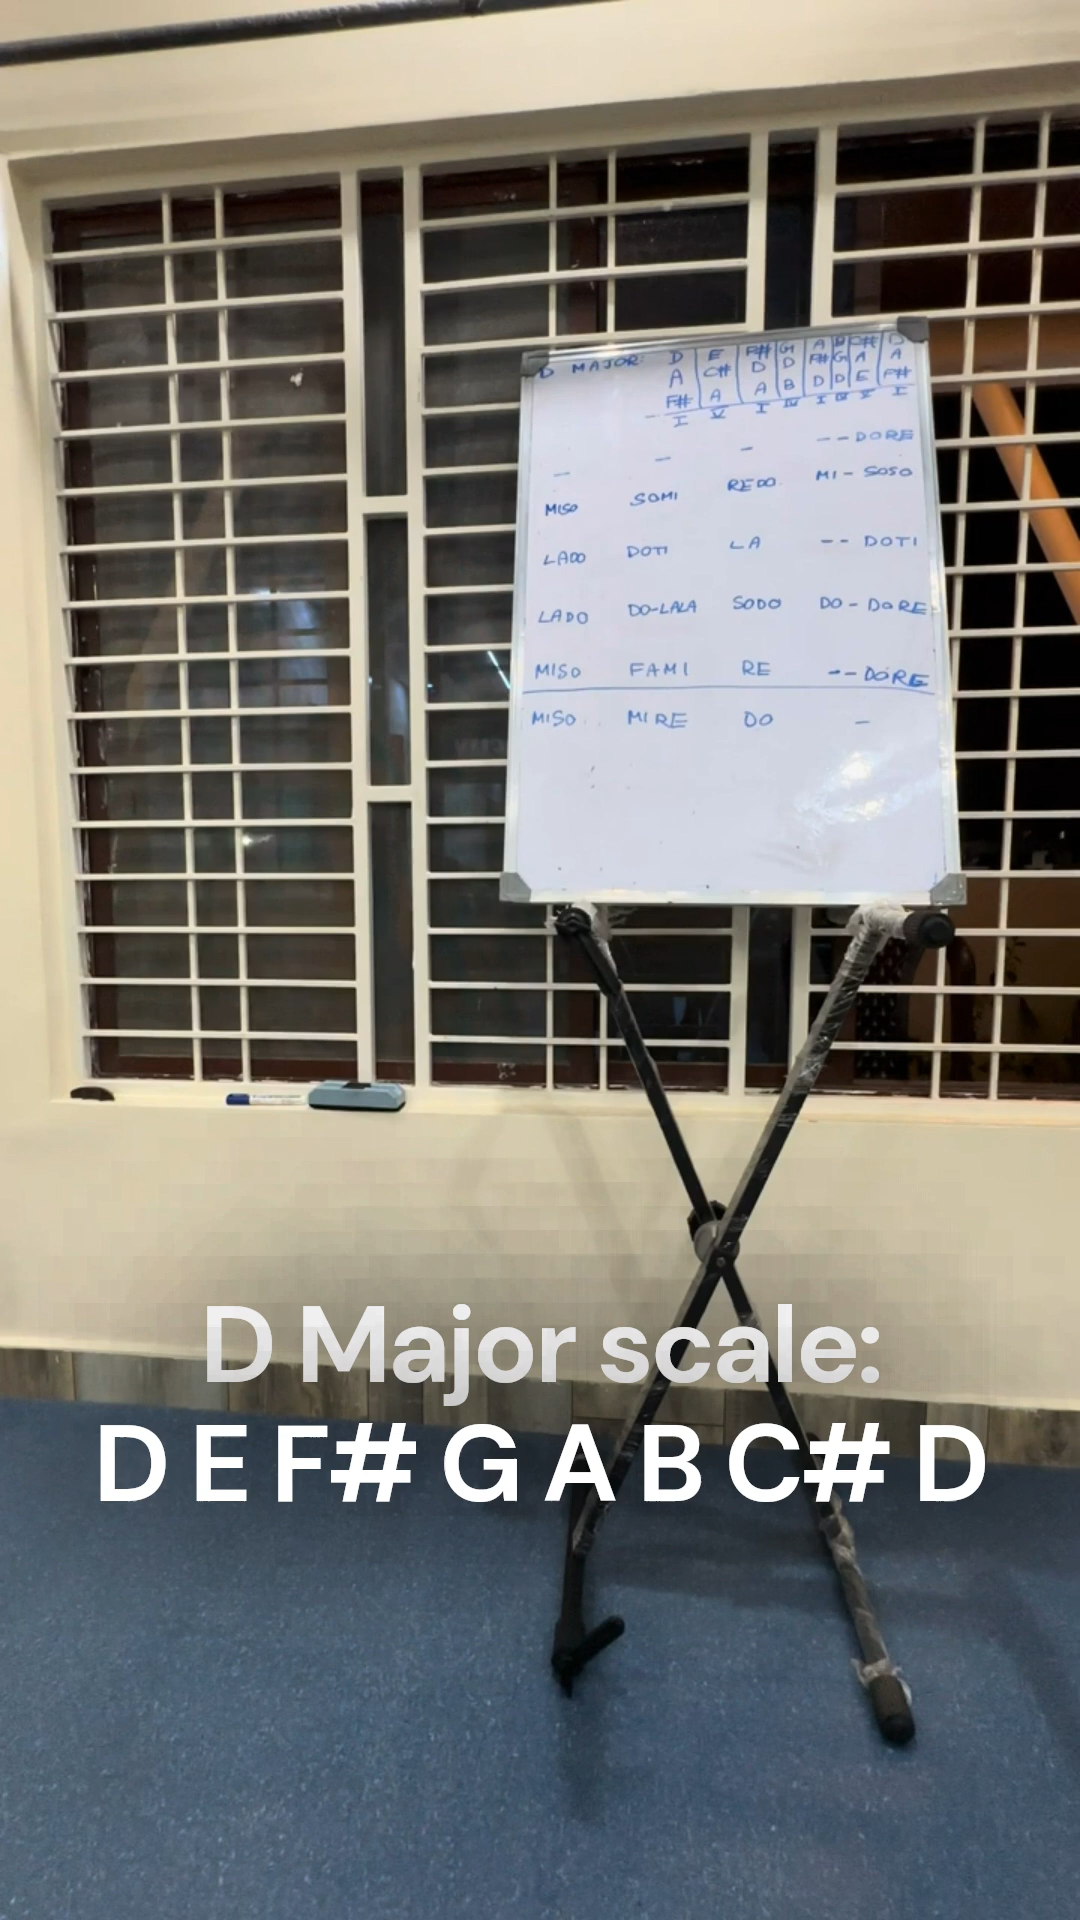 D MAJOR: D E F# G A B C# D
A C# D D F# G A A
F# A A B D D E F#
I V I IV I IV V I
- - - -- DORE
MISO SOMI REDO MI - SOSO
LADO DOTI LA -- DOTI
LADO DO-LALA SODO DO - DORE
MISO FAMI RE -- DORE
MISO MIRE DO -
D Major scale:
D E F# G A B C# D